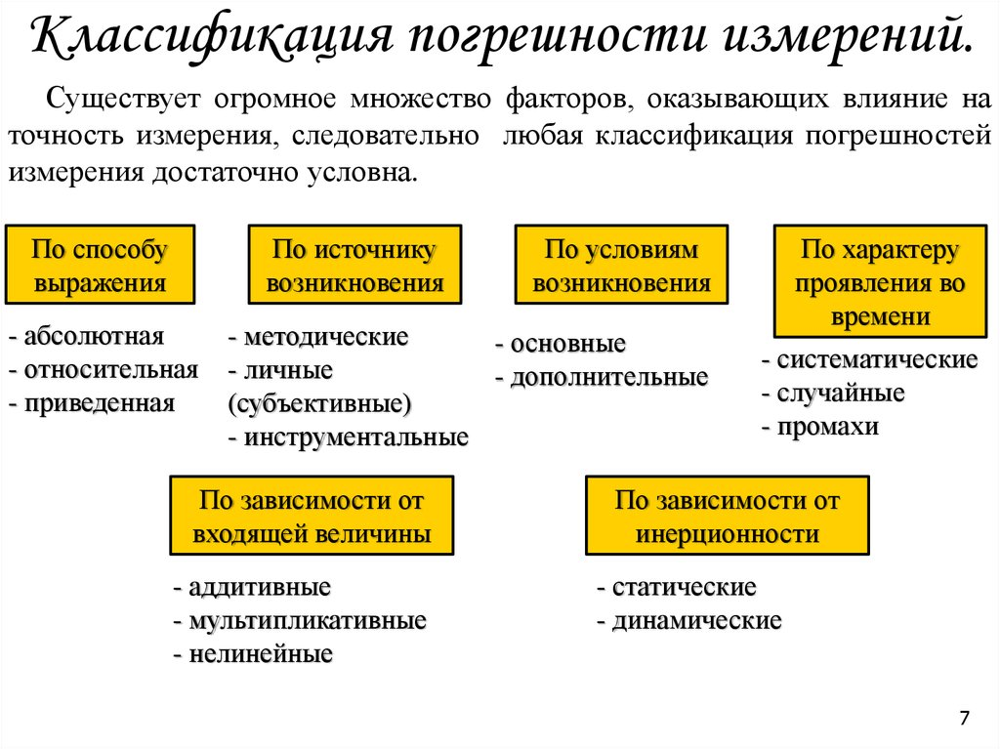 Классификация погрешности измерений.
Существует огромное множество факторов, оказывающих влияние на
точность измерения, следовательно любая классификация погрешностей
измерения достаточно условна.
По способу
выражения
- абсолютная
- относительная
- приведенная
По источнику
возникновения
- методические
- личные
(субъективные)
- инструментальные
По условиям
возникновения
- основные
- дополнительные
По характеру
проявления во
времени
- систематические
- случайные
- промахи
По зависимости от
входящей величины
- аддитивные
- мультипликативные
- нелинейные
По зависимости от
инерционности
- статические
- динамические
7